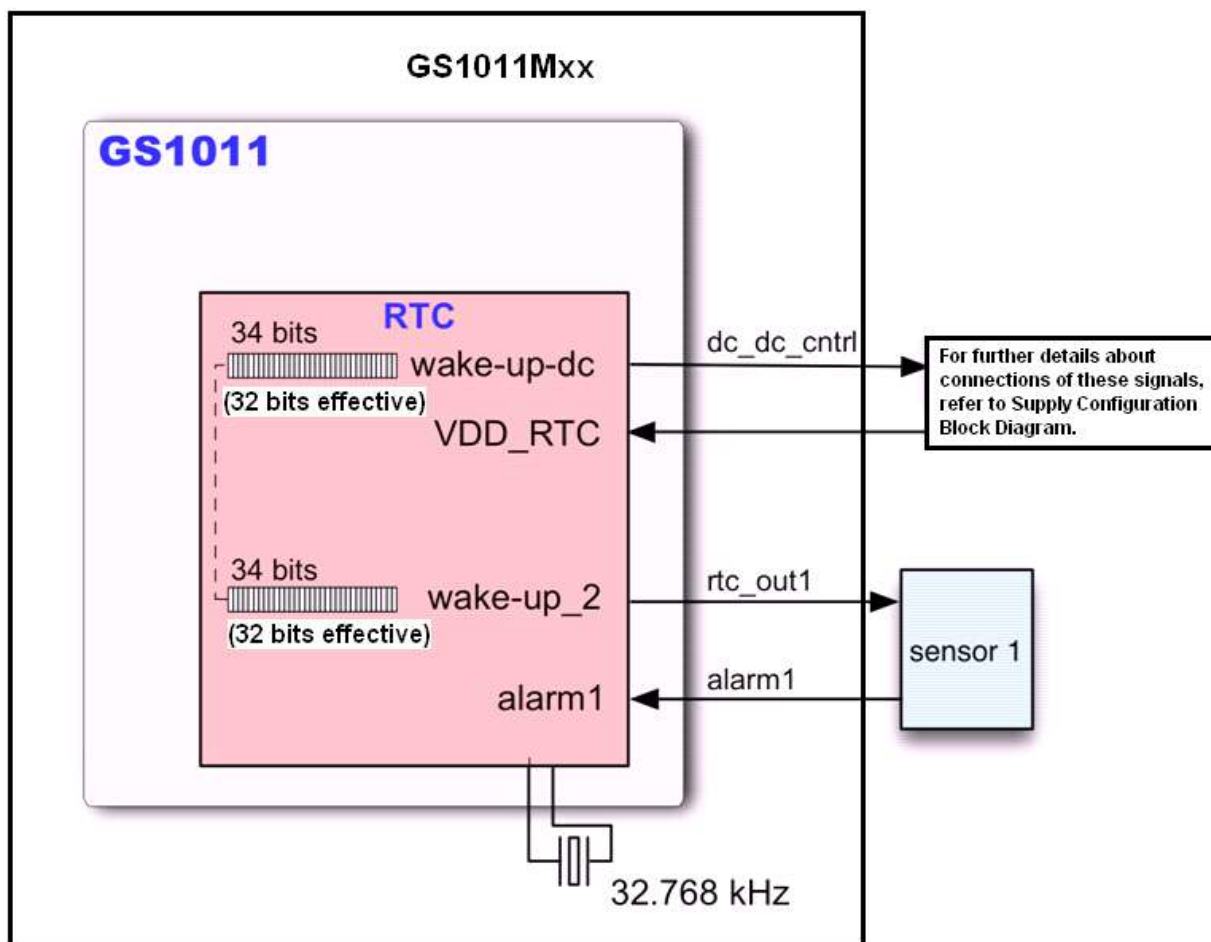 GS1011Mxx
GS1011
RTC
34 bits
wake-up-dc
(32 bits effective)
VDD_RTC
34 bits
wake-up_2
(32 bits effective)
alarm1
dc_dc_cntrl
For further details about
connections of these signals,
refer to Supply Configuration
Block Diagram.
rtc_out1
sensor 1
alarm1
32.768 kHz